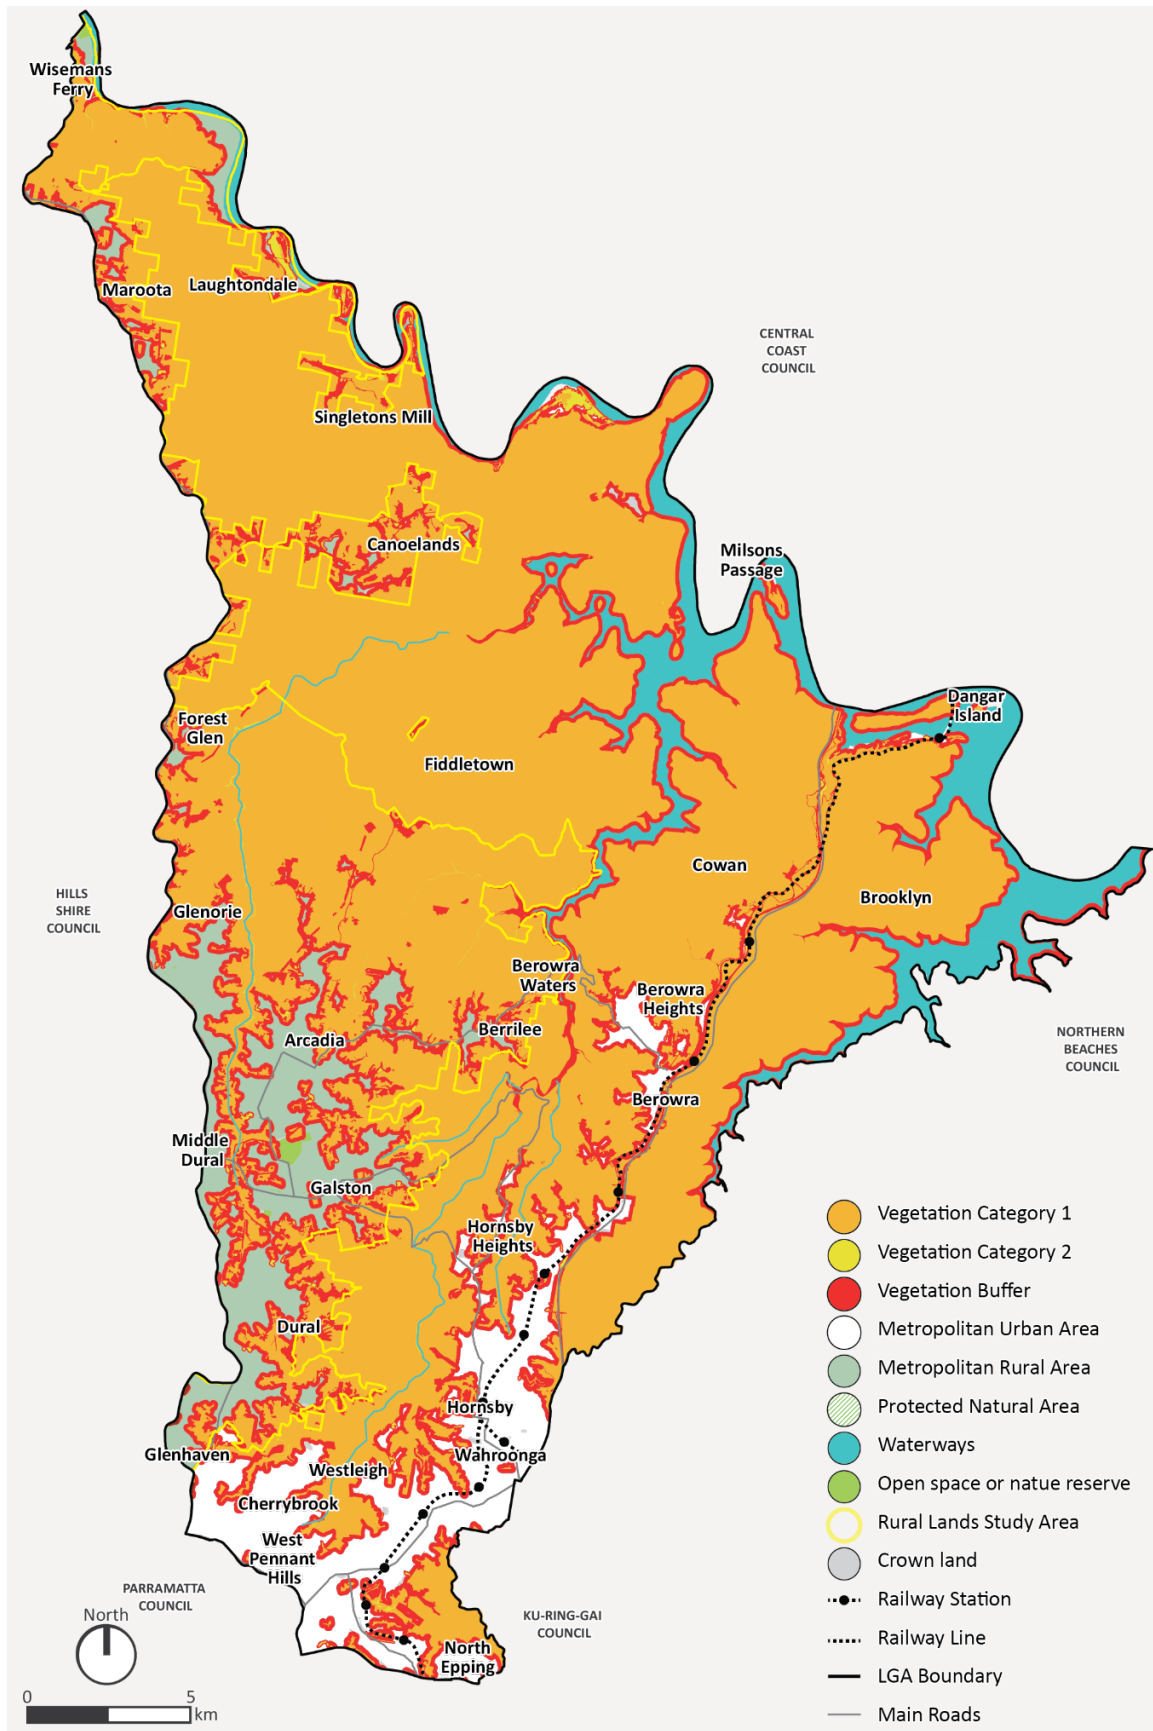 Wisemans
Ferry
Maroota
Laughtondale
Singletons Mill
CENTRAL
COAST
COUNCIL
Canoelands
Milsons
Passage
Dangar
Island
Forest
Glen
Fiddletown
Cowan
Brooklyn
HILLS
SHIRE
COUNCIL
Glenorie
Berowra
Waters
Berowra
Heights
Arcadia
Berrilee
NORTHERN
BEACHES
COUNCIL
Berowra
Middle
Dural
Galston
Hornsby
Heights
Dural
Hornsby
Glenhaven
Wahroonga
Westleigh
Cherrybrook
West
Pennant
Hills
PARRAMATTA
COUNCIL
KU-RING-GAI
COUNCIL
North
Epping
North
0 5
km
Vegetation Category 1
Vegetation Category 2
Vegetation Buffer
Metropolitan Urban Area
Metropolitan Rural Area
Protected Natural Area
Waterways
Open space or natue reserve
Rural Lands Study Area
Crown land
Railway Station
Railway Line
LGA Boundary
Main Roads